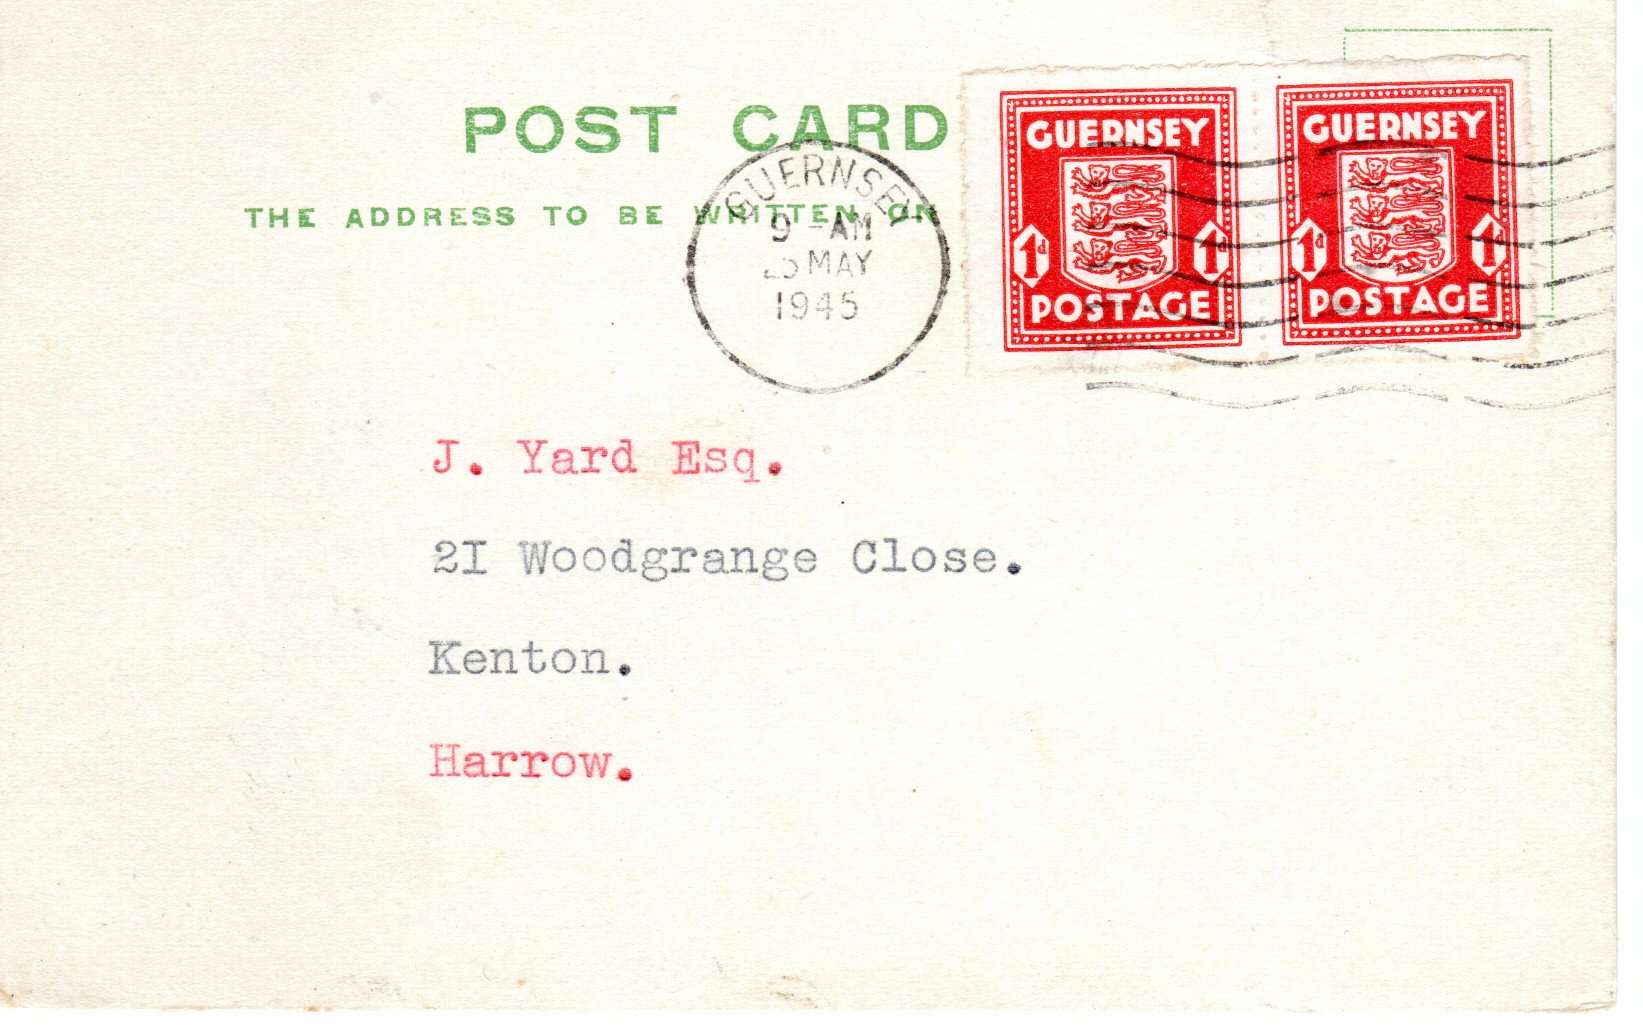 POST CARD
THE ADDRESS TO BE WRITTEN ON
GUERNSEY
9 - AM
MAY
1945
GUERNSEY
1d 1d
POSTAGE
GUERNSEY
1d 1d
POSTAGE
J. Yard Esq.
2I Woodgrange Close.
Kenton.
Harrow.